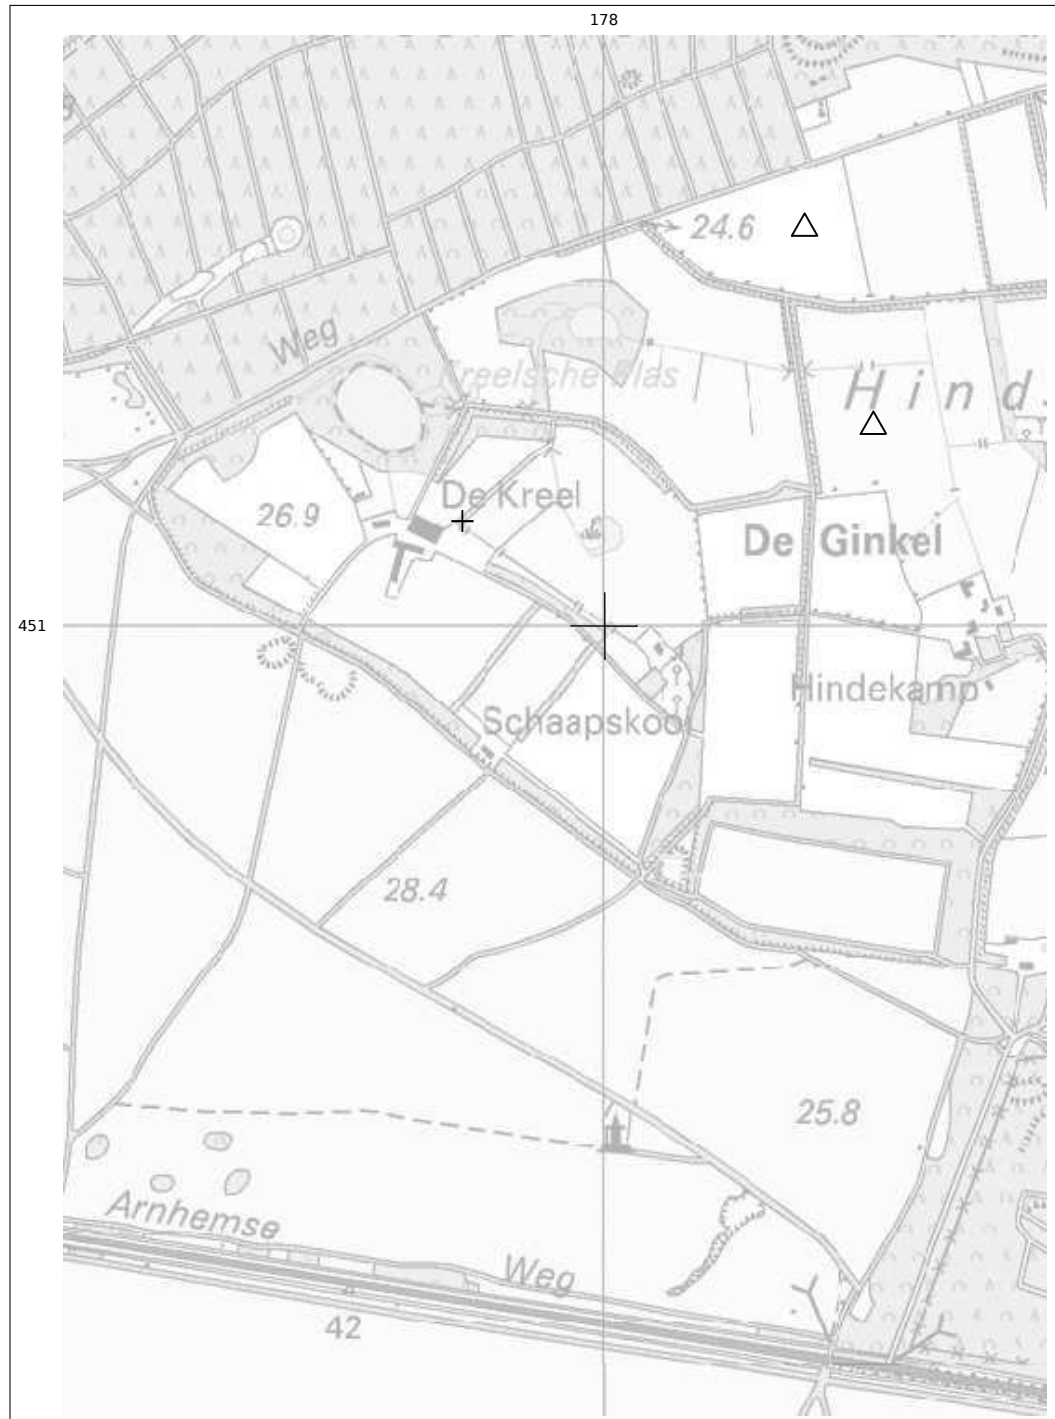 178
24.6
Weg
Kreelsche Plas
Hind
De Kreel
26.9
De Ginkel
451
Hindekamp
Schaapskooi
28.4
25.8
Arnhemse
Weg
42